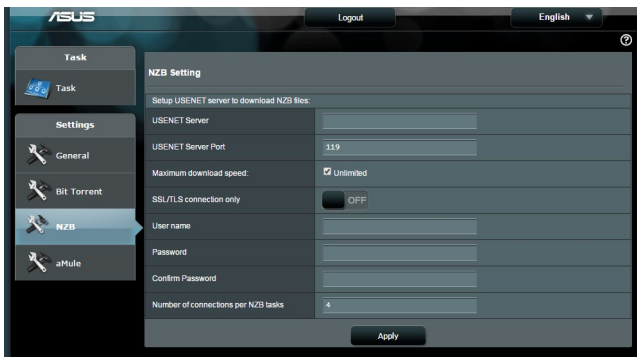 ASUS
Logout
English
?
Task
Task
Settings
General
Bit Torrent
NZB
aMule
NZB Setting
Setup USENET server to download NZB files:
USENET Server
USENET Server Port 119
Maximum download speed: Unlimited
SSL/TLS connection only OFF
User name
Password
Confirm Password
Number of connections per NZB tasks 4
Apply